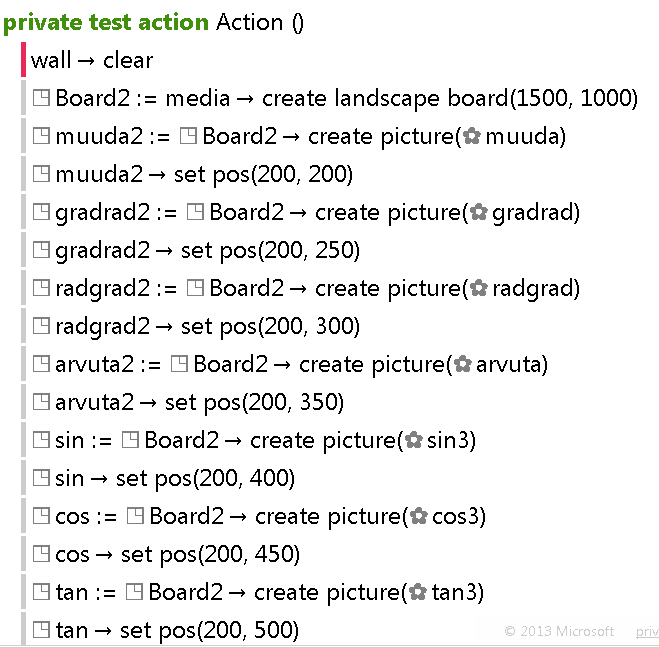 private test action Action ()
wall → clear
Board2 := media → create landscape board(1500, 1000)
muuda2 := Board2 → create picture(muuda)
muuda2 → set pos(200, 200)
gradrad2 := Board2 → create picture(gradrad)
gradrad2 → set pos(200, 250)
radgrad2 := Board2 → create picture(radgrad)
radgrad2 → set pos(200, 300)
arvuta2 := Board2 → create picture(arvuta)
arvuta2 → set pos(200, 350)
sin := Board2 → create picture(sin3)
sin → set pos(200, 400)
cos := Board2 → create picture(cos3)
cos → set pos(200, 450)
tan := Board2 → create picture(tan3)
tan → set pos(200, 500)
© 2013 Microsoft priv